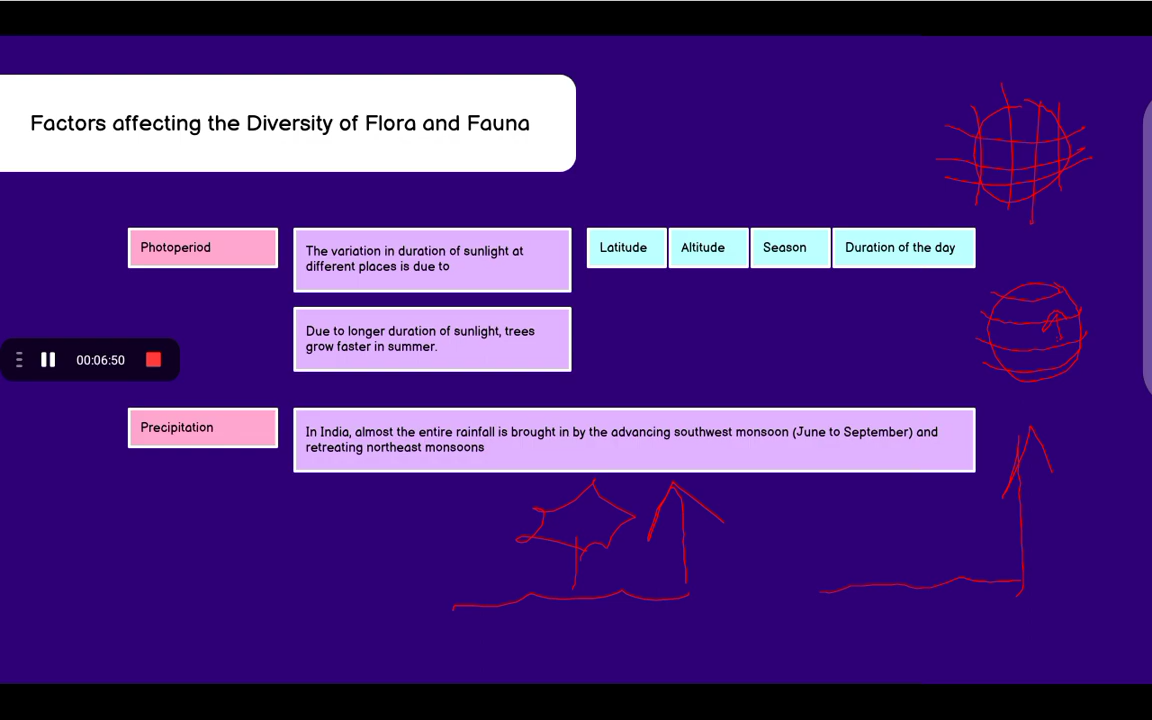 Factors affecting the Diversity of Flora and Fauna
Photoperiod
The variation in duration of sunlight at
different places is due to
Latitude
Altitude
Season
Duration of the day
Due to longer duration of sunlight, trees
grow faster in summer.
00:06:50
Precipitation
In India, almost the entire rainfall is brought in by the advancing southwest monsoon (June to September) and
retreating northeast monsoons